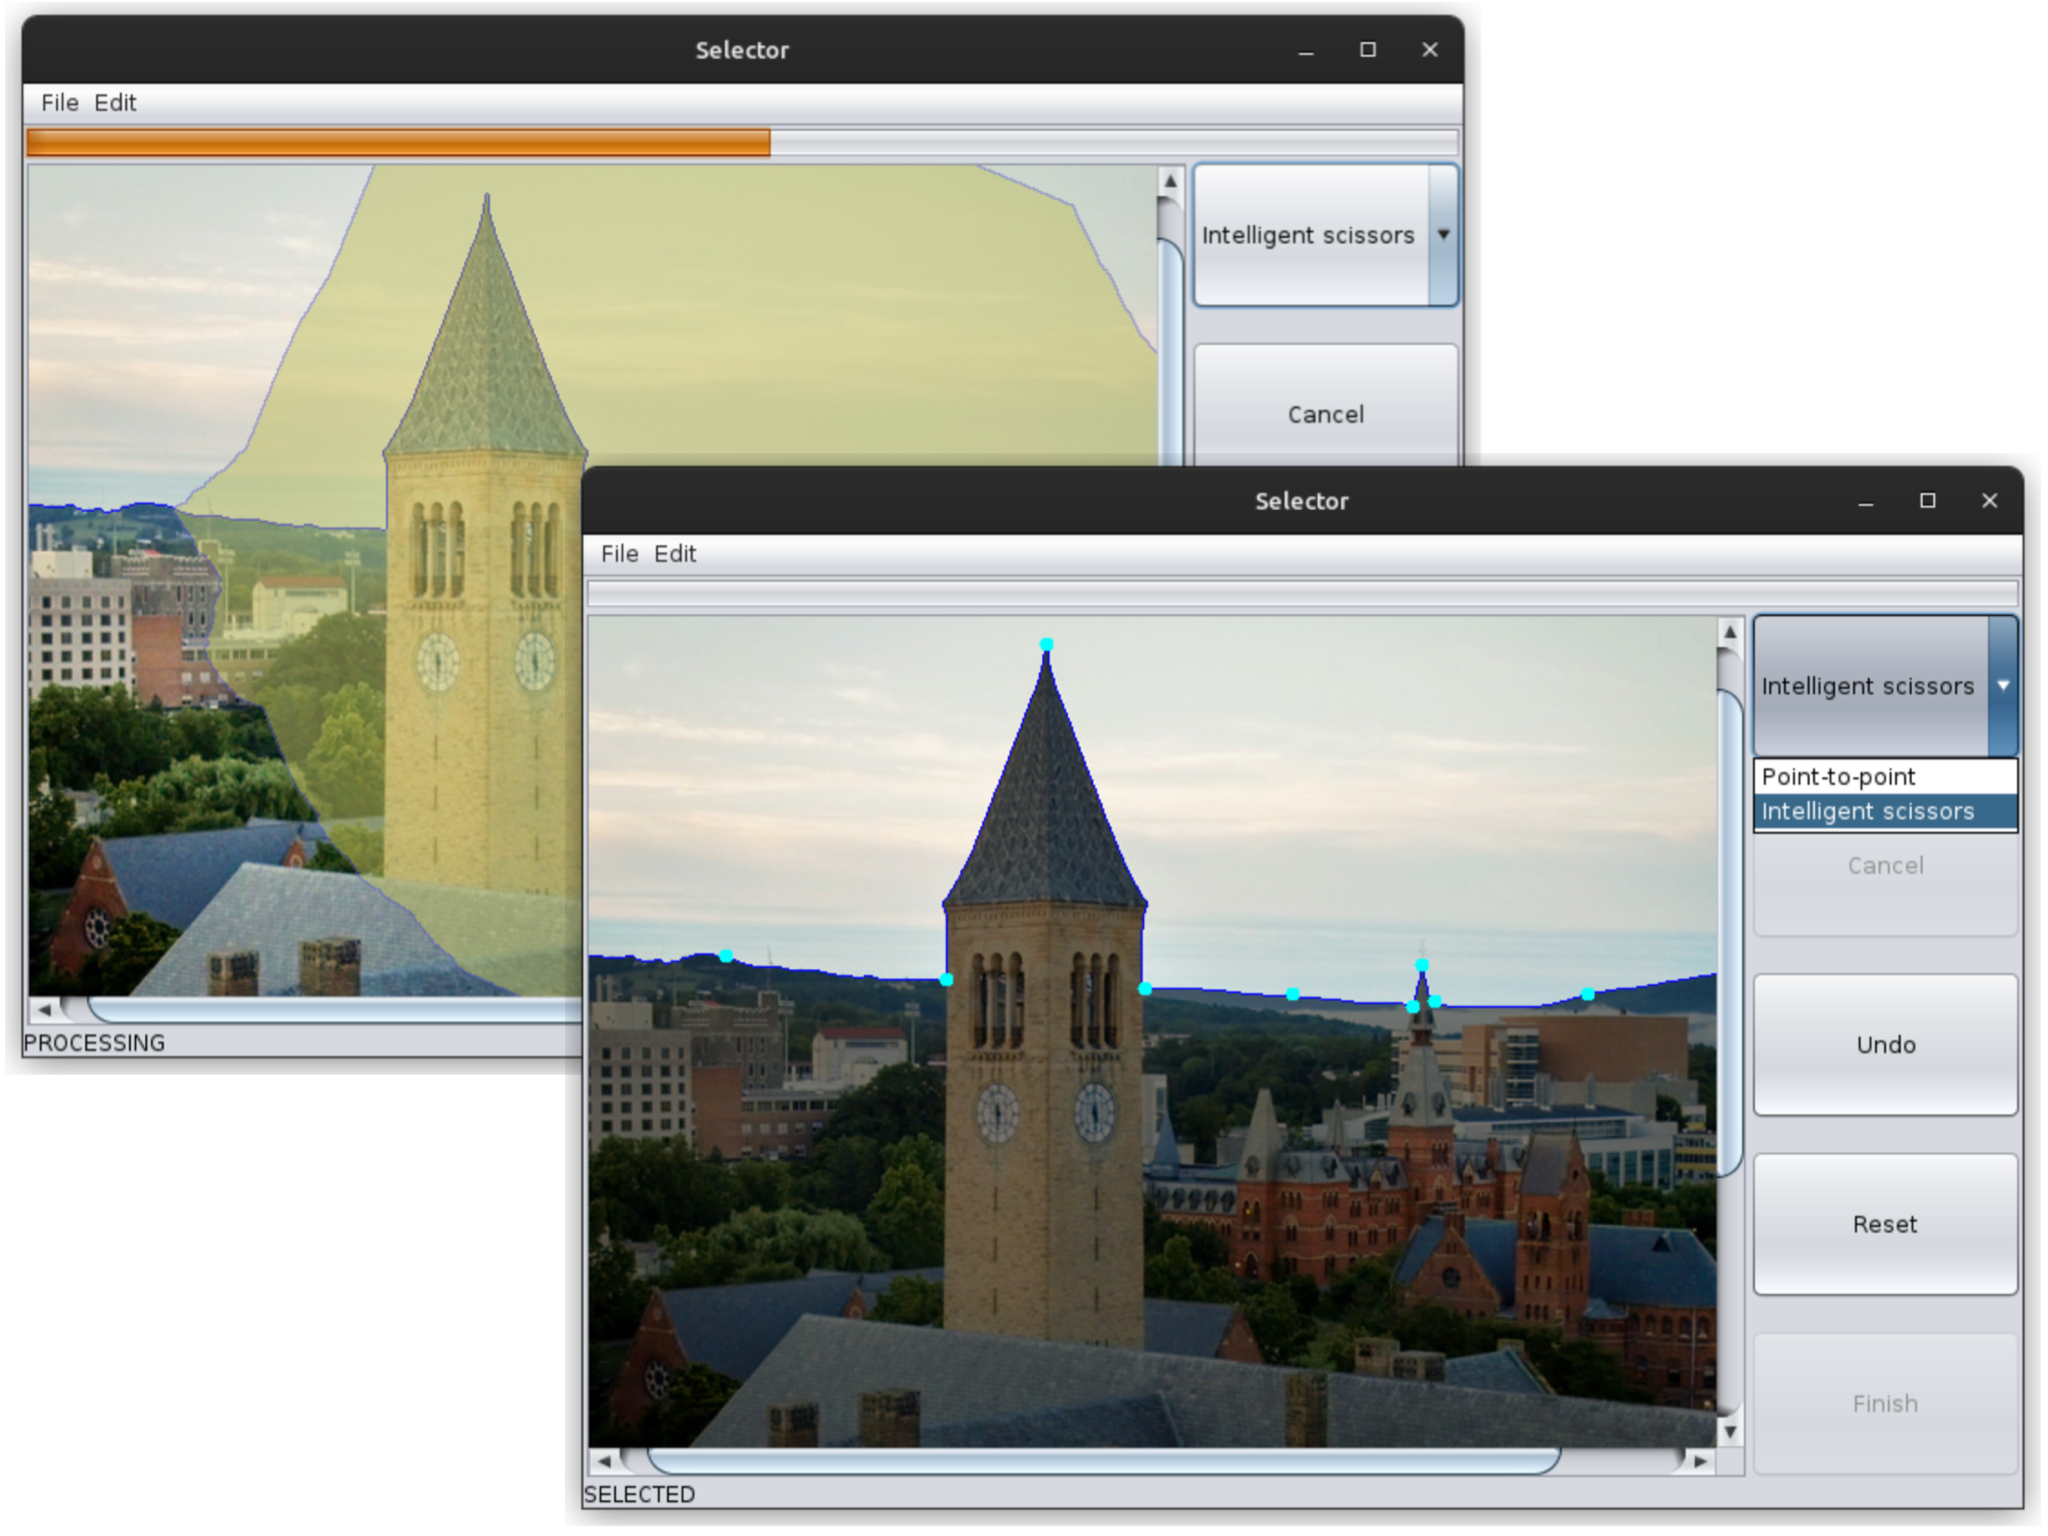 Selector
File Edit
Intelligent scissors
Cancel
PROCESSING
Selector
File Edit
Intelligent scissors
Point-to-point
Intelligent scissors
Cancel
Undo
Reset
Finish
SELECTED